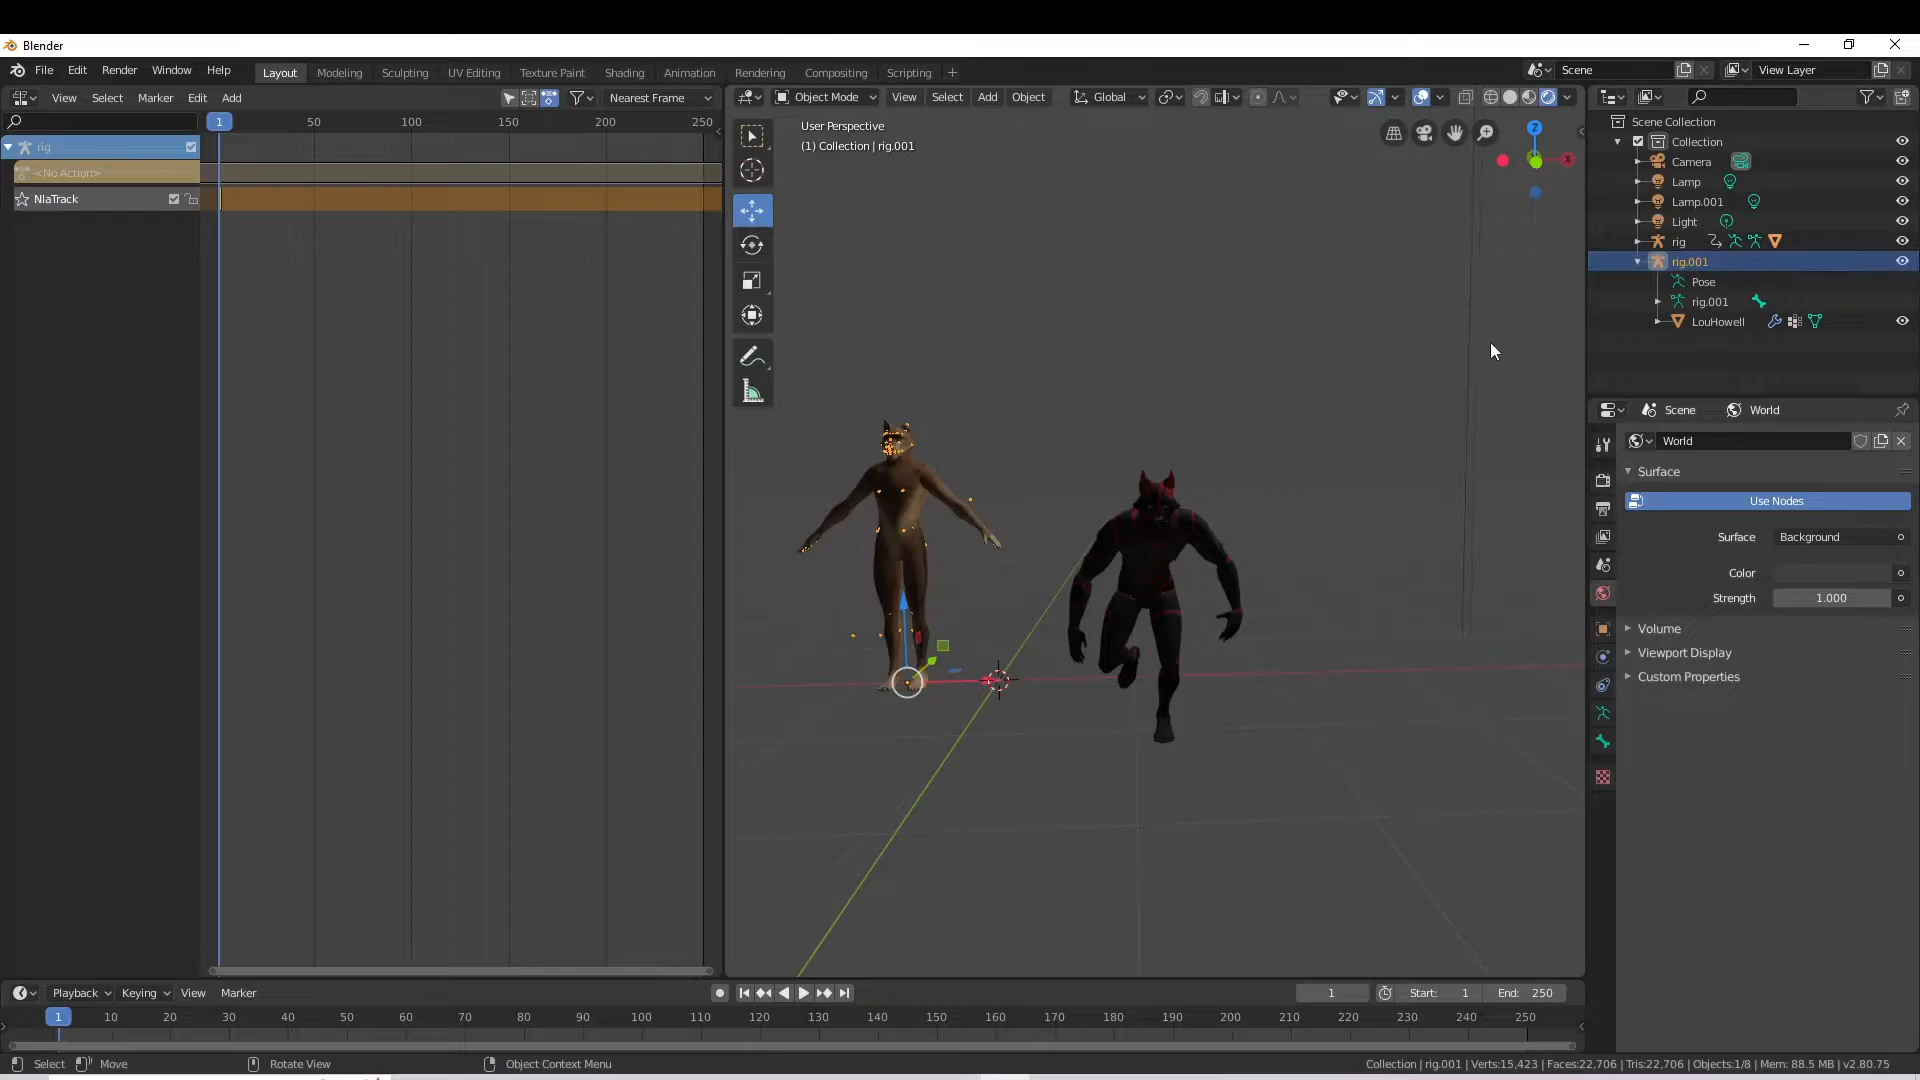 Blender
File Edit Render Window Help
Layout Modeling Sculpting UV Editing Texture Paint Shading Animation Rendering Compositing Scripting +
Scene
View Layer
View Select Marker Edit Add
Nearest Frame
Object Mode View Select Add Object
Global
1 50 100 150 200 250
rig
<No Action>
NlaTrack
User Perspective
(1) Collection | rig.001
Z
X
Scene Collection
Collection
Camera
Lamp
Lamp.001
Light
rig
rig.001
Pose
rig.001
LouHowell
Scene World
World
Surface
Use Nodes
Surface Background
Color
Strength 1.000
Volume
Viewport Display
Custom Properties
Playback Keying View Marker
1
Start: 1
End: 250
1 10 20 30 40 50 60 70 80 90 100 110 120 130 140 150 160 170 180 190 200 210 220 230 240 250
Select Move Rotate View Object Context Menu
Collection | rig.001 | Verts:15,423 | Faces:22,706 | Tris:22,706 | Objects:1/8 | Mem: 88.5 MB | v2.80.75